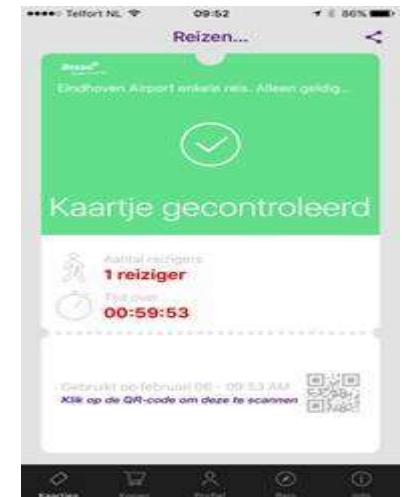 Telfort NL 09:52 86%
Reizen...
Eindhoven Airport enkele reis. Alleen geldig...
Kaartje gecontroleerd
Aantal reizigers
1 reiziger
Tijd over
00:59:53
Gebruikt op februari 06 - 09:53 AM
Klik op de QR-code om deze te scannen
Kaartjes Kopen Profiel Info